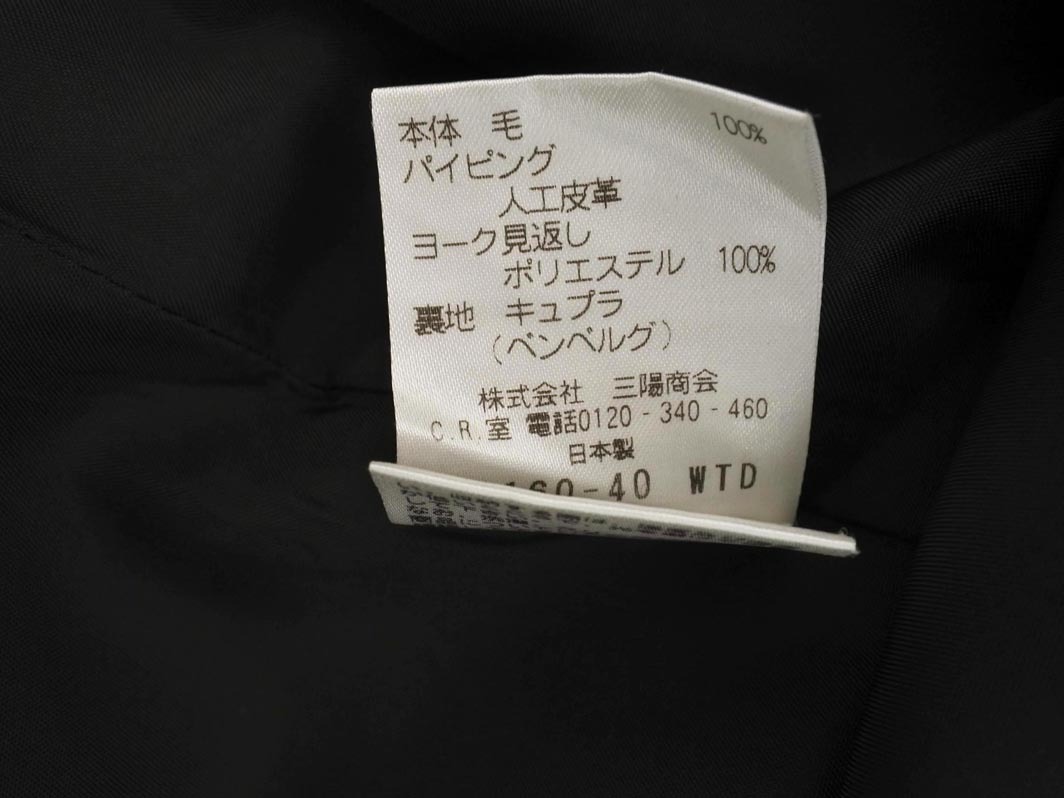 本体 毛 100%
パイピング
人工皮革
ヨーク見返し
ポリエステル 100%
裏地 キュプラ
(ベンベルグ)
株式会社 三陽商会
C.R.室 電話0120-340-460
日本製
160-40 WTD